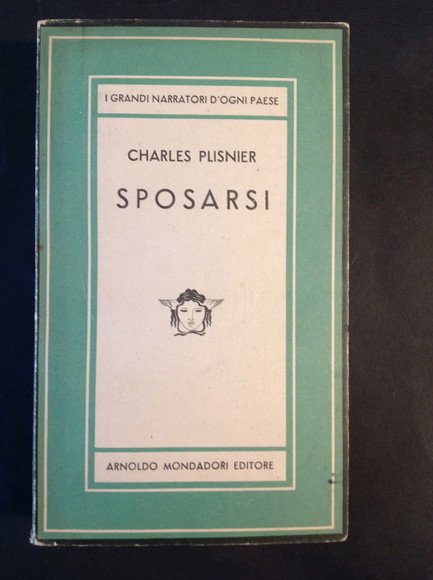 I GRANDI NARRATORI D'OGNI PAESE
CHARLES PLISNIER
SPOSARSI
ARNOLDO MONDADORI EDITORE